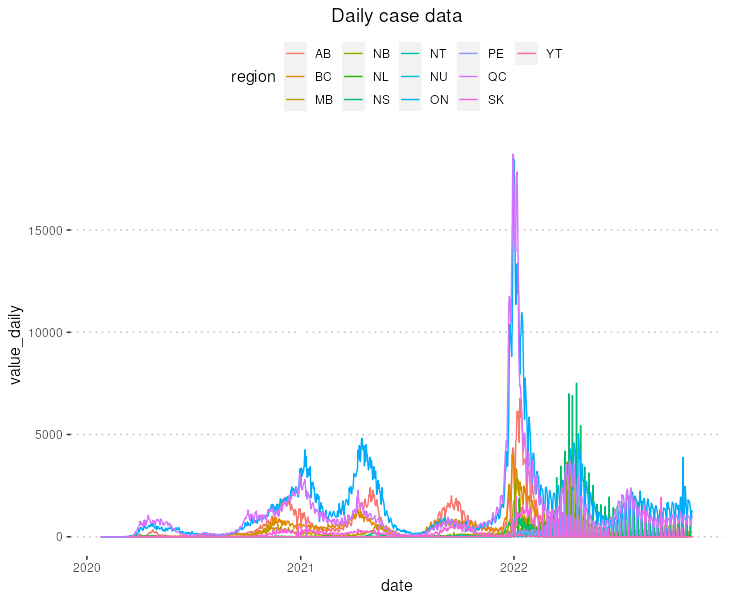 Daily case data
region
AB NB NT PE YT
BC NL NU QC
MB NS ON SK
value_daily
15000
10000
5000
0
2020 2021 2022
date